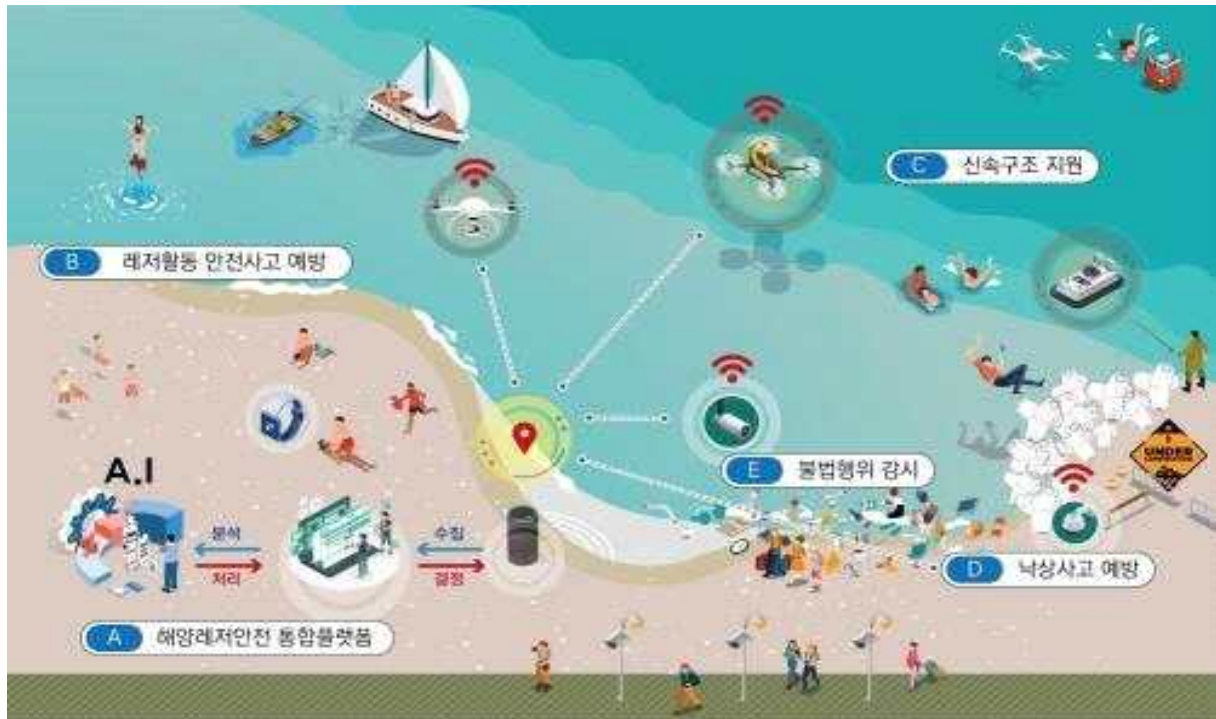 C 신속구조 지원
B 레저활동 안전사고 예방
E 불법행위 감시
A.I
분석
처리
수집
결정
UNDER
D 낙상사고 예방
A 해양레저안전 통합플랫폼